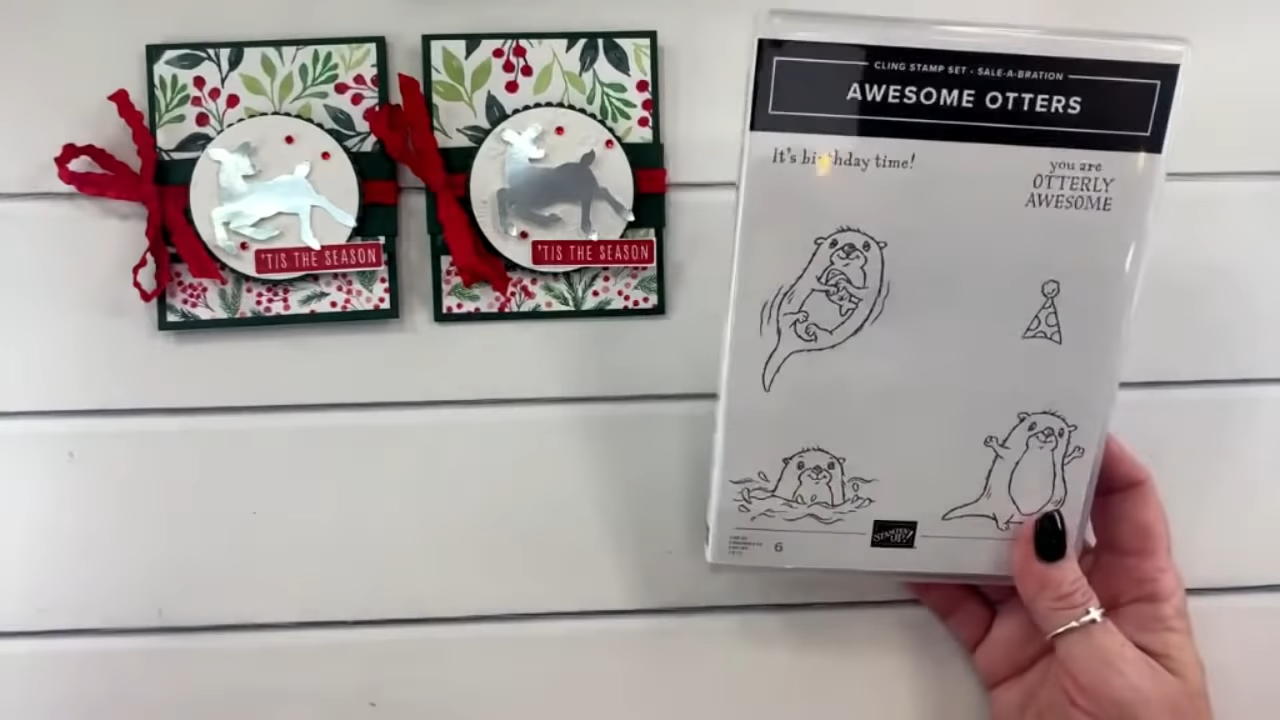 'TIS THE SEASON
'TIS THE SEASON
CLING STAMP SET • SALE-A-BRATION
AWESOME OTTERS
It's birthday time!
you are
OTTERLY
AWESOME
STAMPIN' UP!
6